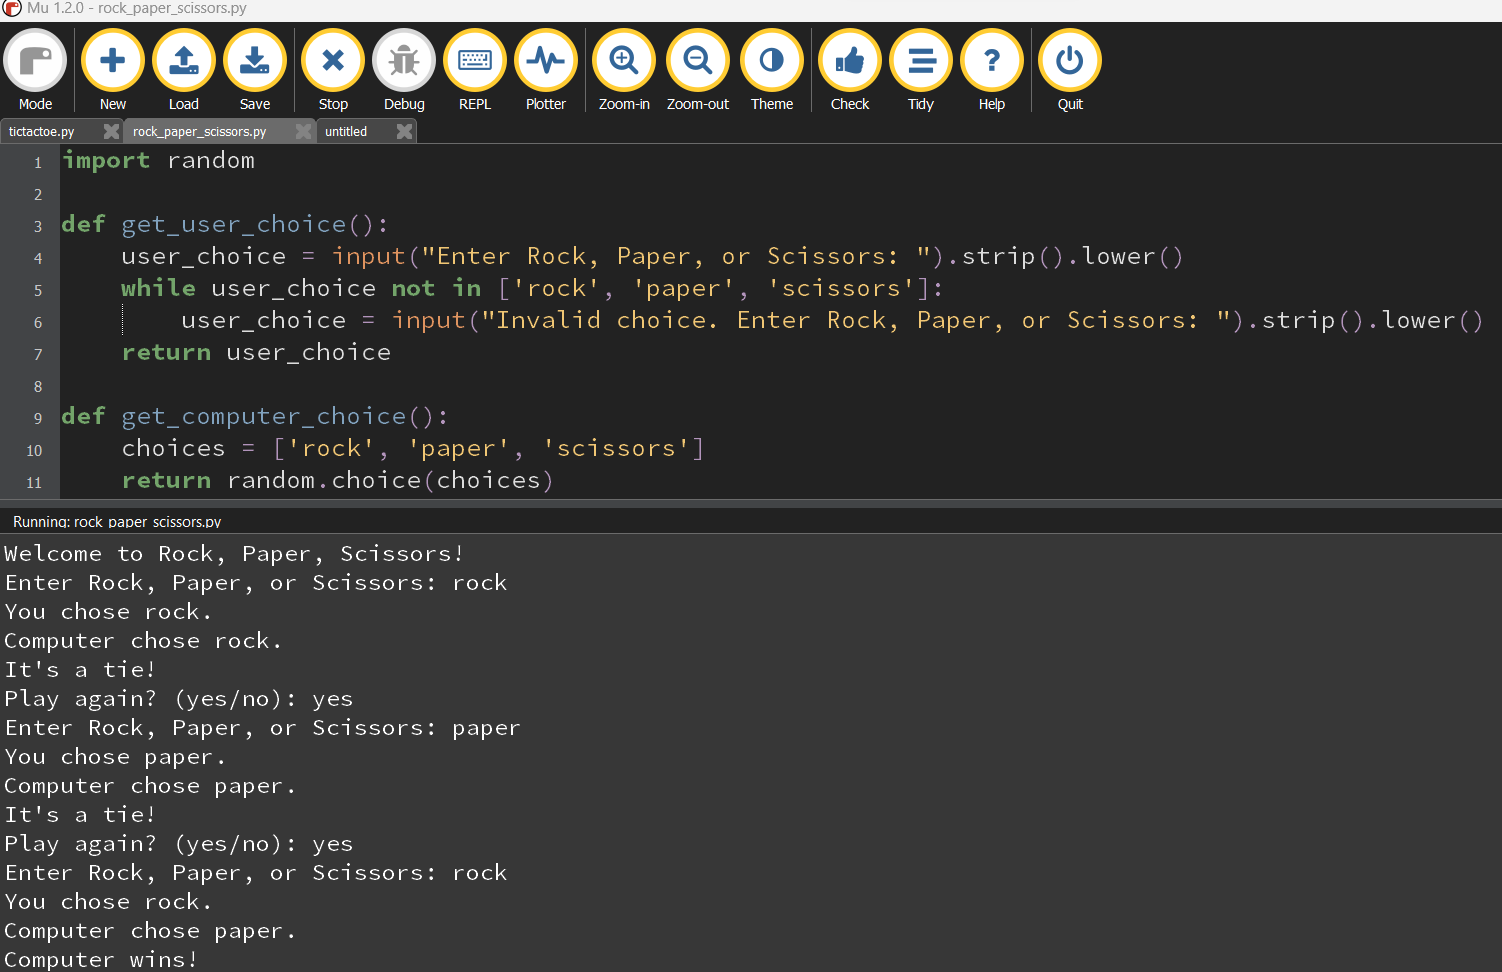 Mu 1.2.0 - rock_paper_scissors.py
Mode New Load Save Stop Debug REPL Plotter Zoom-in Zoom-out Theme Check Tidy Help Quit
tictactoe.py rock_paper_scissors.py untitled
1 import random
2
3 def get_user_choice():
4     user_choice = input("Enter Rock, Paper, or Scissors: ").strip().lower()
5     while user_choice not in ['rock', 'paper', 'scissors']:
6         user_choice = input("Invalid choice. Enter Rock, Paper, or Scissors: ").strip().lower()
7     return user_choice
8
9 def get_computer_choice():
10     choices = ['rock', 'paper', 'scissors']
11     return random.choice(choices)
Running: rock_paper_scissors.py
Welcome to Rock, Paper, Scissors!
Enter Rock, Paper, or Scissors: rock
You chose rock.
Computer chose rock.
It's a tie!
Play again? (yes/no): yes
Enter Rock, Paper, or Scissors: paper
You chose paper.
Computer chose paper.
It's a tie!
Play again? (yes/no): yes
Enter Rock, Paper, or Scissors: rock
You chose rock.
Computer chose paper.
Computer wins!